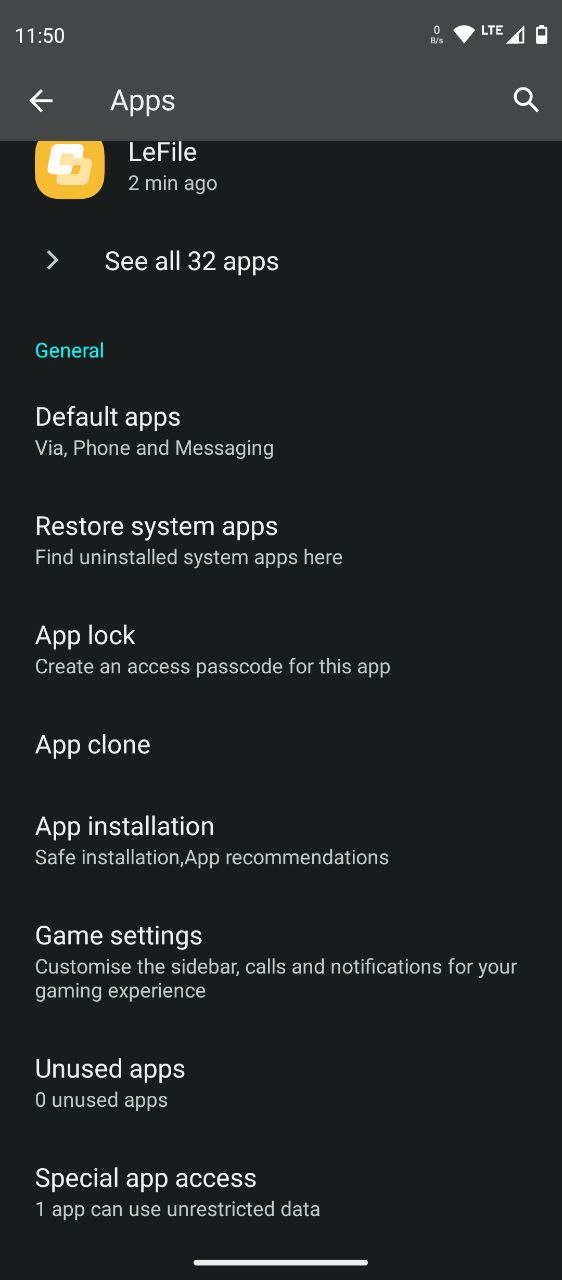 11:50
0
B/s
LTE
Apps
LeFile
2 min ago
See all 32 apps
General
Default apps
Via, Phone and Messaging
Restore system apps
Find uninstalled system apps here
App lock
Create an access passcode for this app
App clone
App installation
Safe installation,App recommendations
Game settings
Customise the sidebar, calls and notifications for your
gaming experience
Unused apps
0 unused apps
Special app access
1 app can use unrestricted data